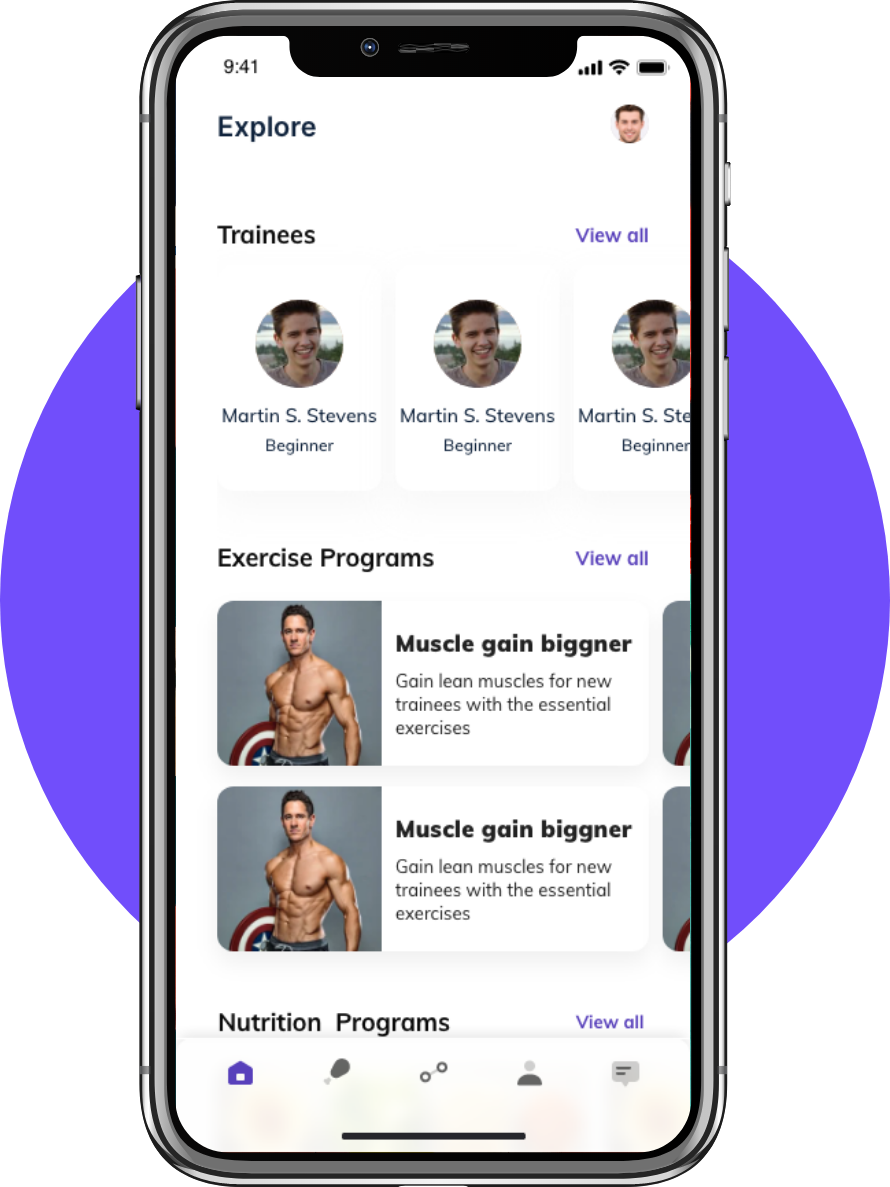 9:41
Explore
Trainees View all
Martin S. Stevens Martin S. Stevens Martin S. Ste
Beginner Beginner Beginner
Exercise Programs View all
Muscle gain biggner
Gain lean muscles for new
trainees with the essential
exercises
Muscle gain biggner
Gain lean muscles for new
trainees with the essential
exercises
Nutrition Programs View all